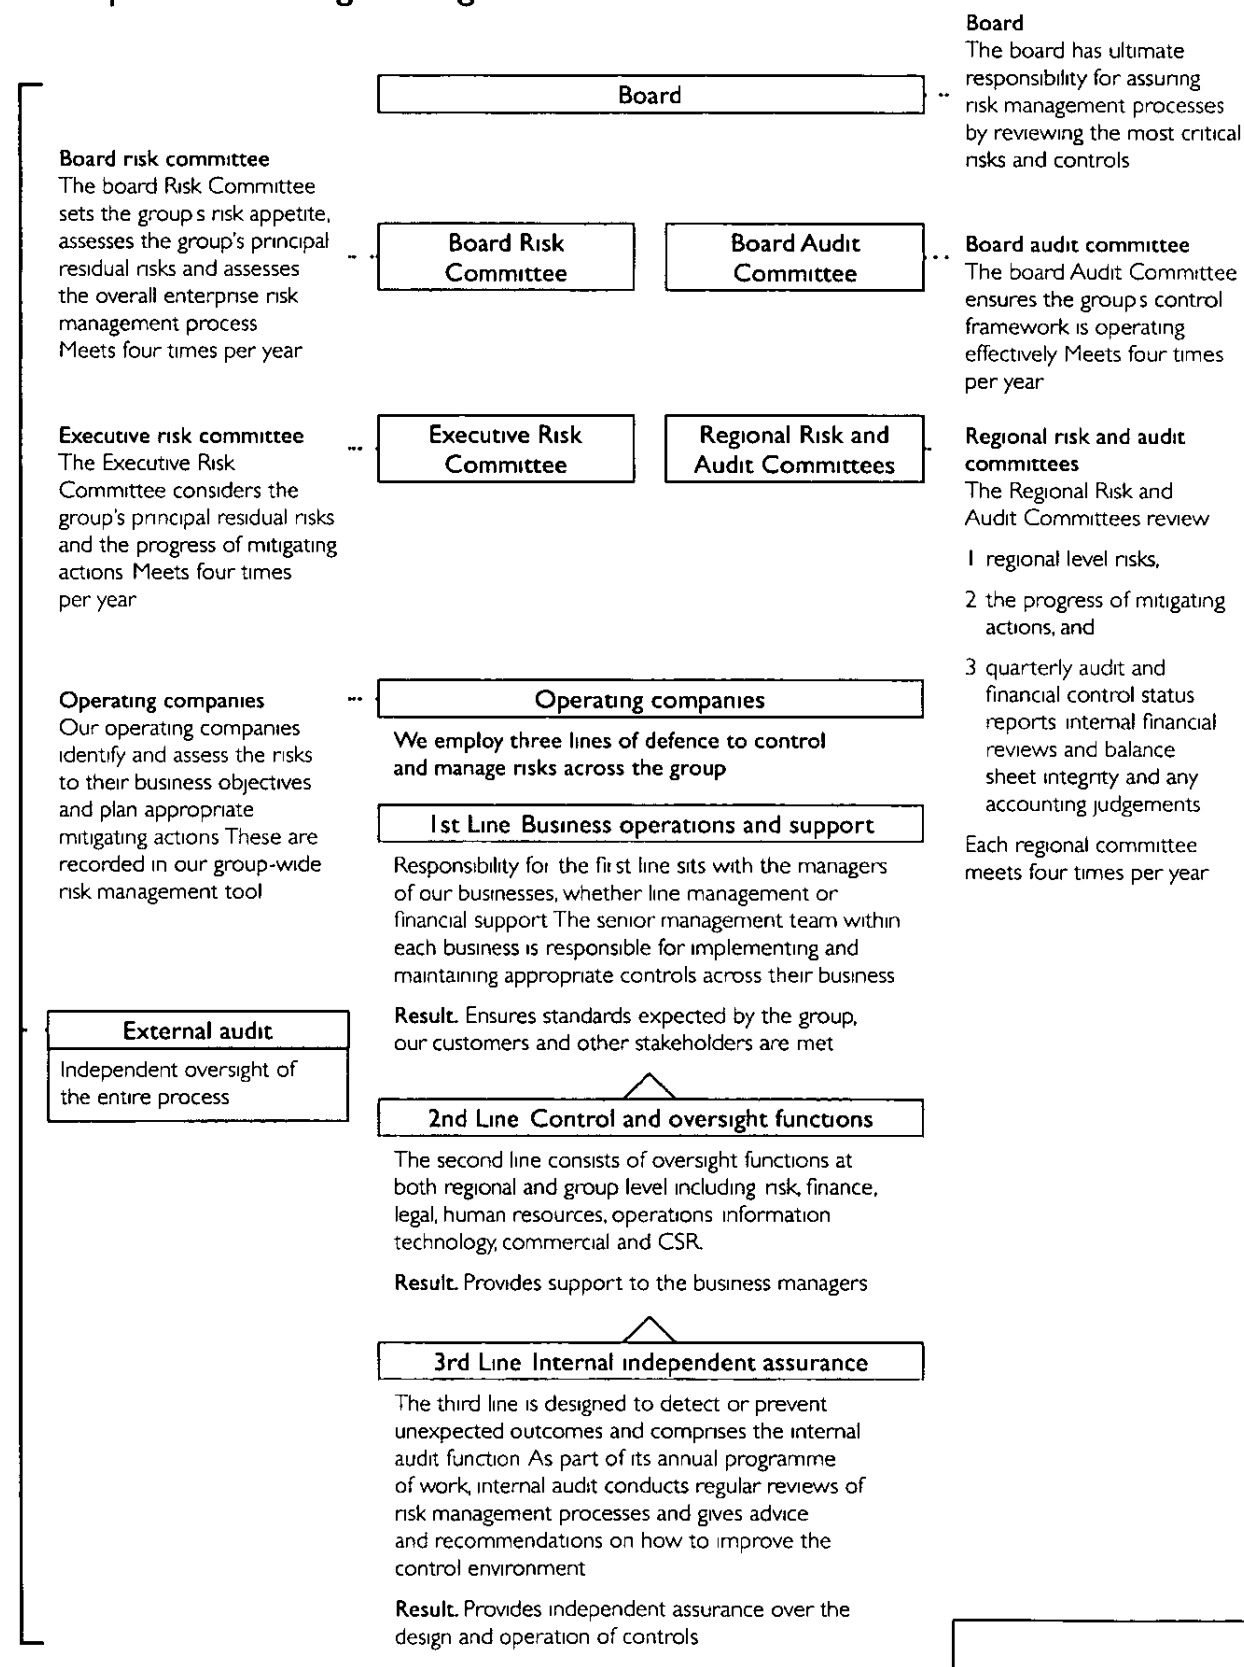 Board
The board has ultimate
responsibility for assuring
risk management processes
by reviewing the most critical
risks and controls
Board
Board risk committee
The board Risk Committee
sets the group s risk appetite,
assesses the group's principal
residual risks and assesses
the overall enterprise risk
management process
Meets four times per year
Board Risk
Committee
Board Audit
Committee
Board audit committee
The board Audit Committee
ensures the group s control
framework is operating
effectively Meets four times
per year
Executive risk committee
The Executive Risk
Committee considers the
group's principal residual risks
and the progress of mitigating
actions Meets four times
per year
Executive Risk
Committee
Regional Risk and
Audit Committees
Regional risk and audit
committees
The Regional Risk and
Audit Committees review
1 regional level risks,
2 the progress of mitigating
actions, and
3 quarterly audit and
financial control status
reports internal financial
reviews and balance
sheet integrity and any
accounting judgements
Each regional committee
meets four times per year
Operating companies
Our operating companies
identify and assess the risks
to their business objectives
and plan appropriate
mitigating actions These are
recorded in our group-wide
risk management tool
Operating companies
We employ three lines of defence to control
and manage risks across the group
1st Line Business operations and support
Responsibility for the first line sits with the managers
of our businesses, whether line management or
financial support The senior management team within
each business is responsible for implementing and
maintaining appropriate controls across their business
Result. Ensures standards expected by the group,
our customers and other stakeholders are met
External audit
Independent oversight of
the entire process
2nd Line Control and oversight functions
The second line consists of oversight functions at
both regional and group level including risk, finance,
legal, human resources, operations information
technology, commercial and CSR.
Result. Provides support to the business managers
3rd Line Internal independent assurance
The third line is designed to detect or prevent
unexpected outcomes and comprises the internal
audit function As part of its annual programme
of work, internal audit conducts regular reviews of
risk management processes and gives advice
and recommendations on how to improve the
control environment
Result. Provides independent assurance over the
design and operation of controls